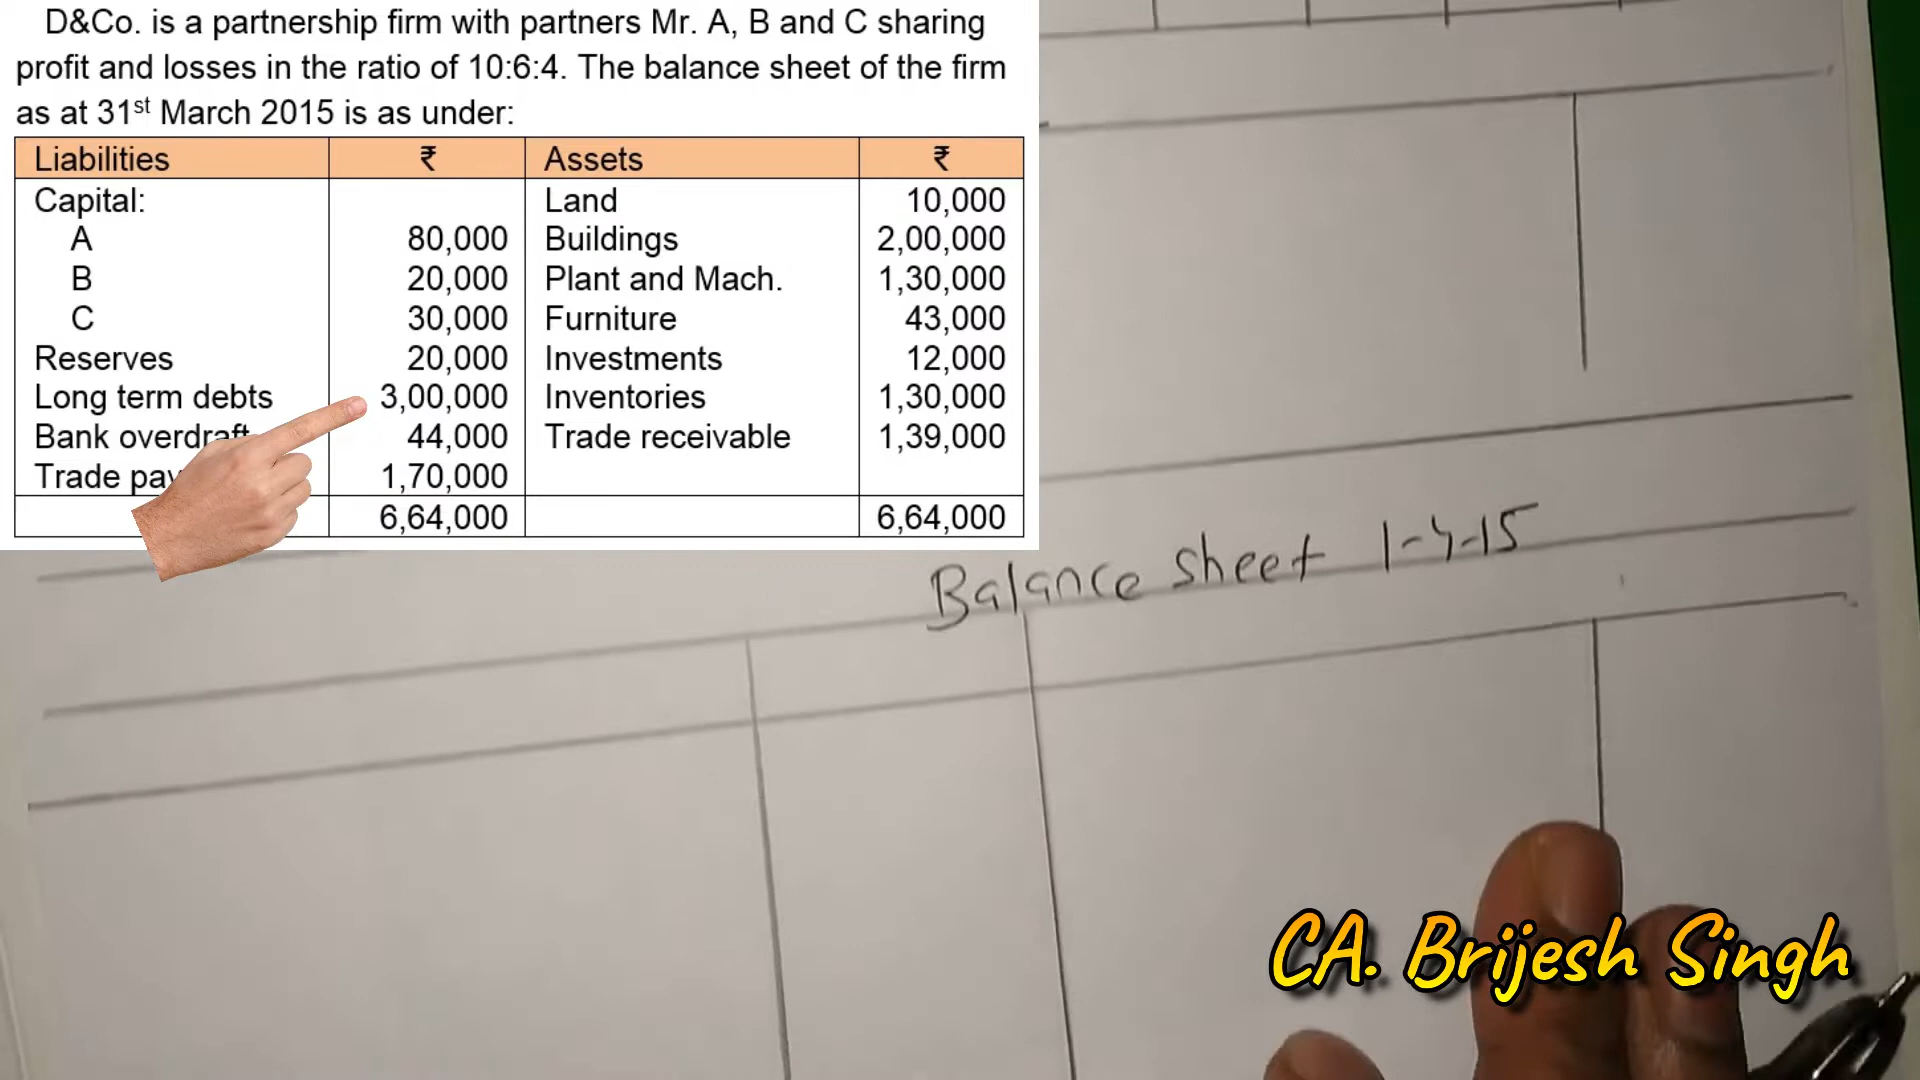 D&Co. is a partnership firm with partners Mr. A, B and C sharing
profit and losses in the ratio of 10:6:4. The balance sheet of the firm
as at 31st March 2015 is as under:
Liabilities ₹ Assets ₹
Capital: Land 10,000
A 80,000 Buildings 2,00,000
B 20,000 Plant and Mach. 1,30,000
C 30,000 Furniture 43,000
Reserves 20,000 Investments 12,000
Long term debts 3,00,000 Inventories 1,30,000
Bank overdraft 44,000 Trade receivable 1,39,000
Trade pay 1,70,000
6,64,000 6,64,000
Balance sheet 1-4-15
CA. Brijesh Singh